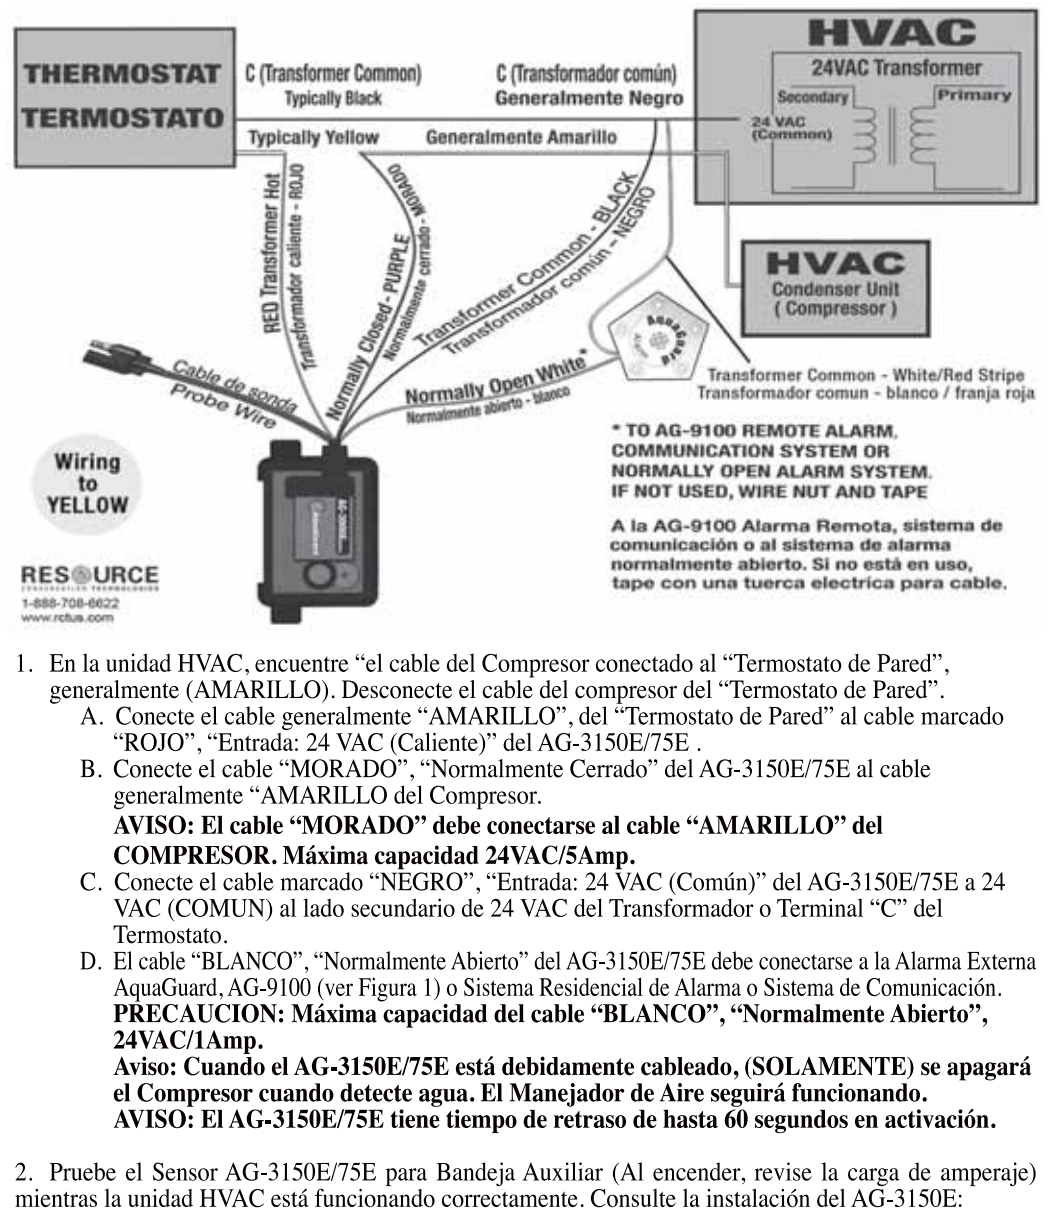 HVAC
THERMOSTAT
TERMOSTATO
C (Transformer Common)
Typically Black
C (Transformador común)
Generalmente Negro
24VAC Transformer
Secondary
Primary
24 VAC
(Common)
Typically Yellow
Generalmente Amarillo
RED Transformer Hot
Transformador caliente - ROJO
Normally Closed - PURPLE
Normalmente cerrado - MORADO
Transformer Common - BLACK
Transformador común - NEGRO
HVAC
Condenser Unit
( Compressor )
AquaGuard
Cable de sonda
Probe Wire
Normally Open White*
Normalmente abierto - blanco
Transformer Common - White/Red Stripe
Transformador comun - blanco / franja roja
Wiring
to
YELLOW
* TO AG-9100 REMOTE ALARM,
COMMUNICATION SYSTEM OR
NORMALLY OPEN ALARM SYSTEM.
IF NOT USED, WIRE NUT AND TAPE
A la AG-9100 Alarma Remota, sistema de
comunicación o al sistema de alarma
normalmente abierto. Si no está en uso,
tape con una tuerca electrica para cable.
RESOURCE
CONSERVATION TECHNOLOGIES
1-888-708-6622
www.rctus.com
1. En la unidad HVAC, encuentre “el cable del Compresor conectado al “Termostato de Pared”,
generalmente (AMARILLO). Desconecte el cable del compresor del “Termostato de Pared”.
A. Conecte el cable generalmente “AMARILLO”, del “Termostato de Pared” al cable marcado
“ROJO”, “Entrada: 24 VAC (Caliente)” del AG-3150E/75E .
B. Conecte el cable “MORADO”, “Normalmente Cerrado” del AG-3150E/75E al cable
generalmente “AMARILLO del Compresor.
AVISO: El cable “MORADO” debe conectarse al cable “AMARILLO” del
COMPRESOR. Máxima capacidad 24VAC/5Amp.
C. Conecte el cable marcado “NEGRO”, “Entrada: 24 VAC (Común)” del AG-3150E/75E a 24
VAC (COMUN) al lado secundario de 24 VAC del Transformador o Terminal “C” del
Termostato.
D. El cable “BLANCO”, “Normalmente Abierto” del AG-3150E/75E debe conectarse a la Alarma Externa
AquaGuard, AG-9100 (ver Figura 1) o Sistema Residencial de Alarma o Sistema de Comunicación.
PRECAUCION: Máxima capacidad del cable “BLANCO”, “Normalmente Abierto”,
24VAC/1Amp.
Aviso: Cuando el AG-3150E/75E está debidamente cableado, (SOLAMENTE) se apagará
el Compresor cuando detecte agua. El Manejador de Aire seguirá funcionando.
AVISO: El AG-3150E/75E tiene tiempo de retraso de hasta 60 segundos en activación.
2. Pruebe el Sensor AG-3150E/75E para Bandeja Auxiliar (Al encender, revise la carga de amperaje)
mientras la unidad HVAC está funcionando correctamente. Consulte la instalación del AG-3150E: